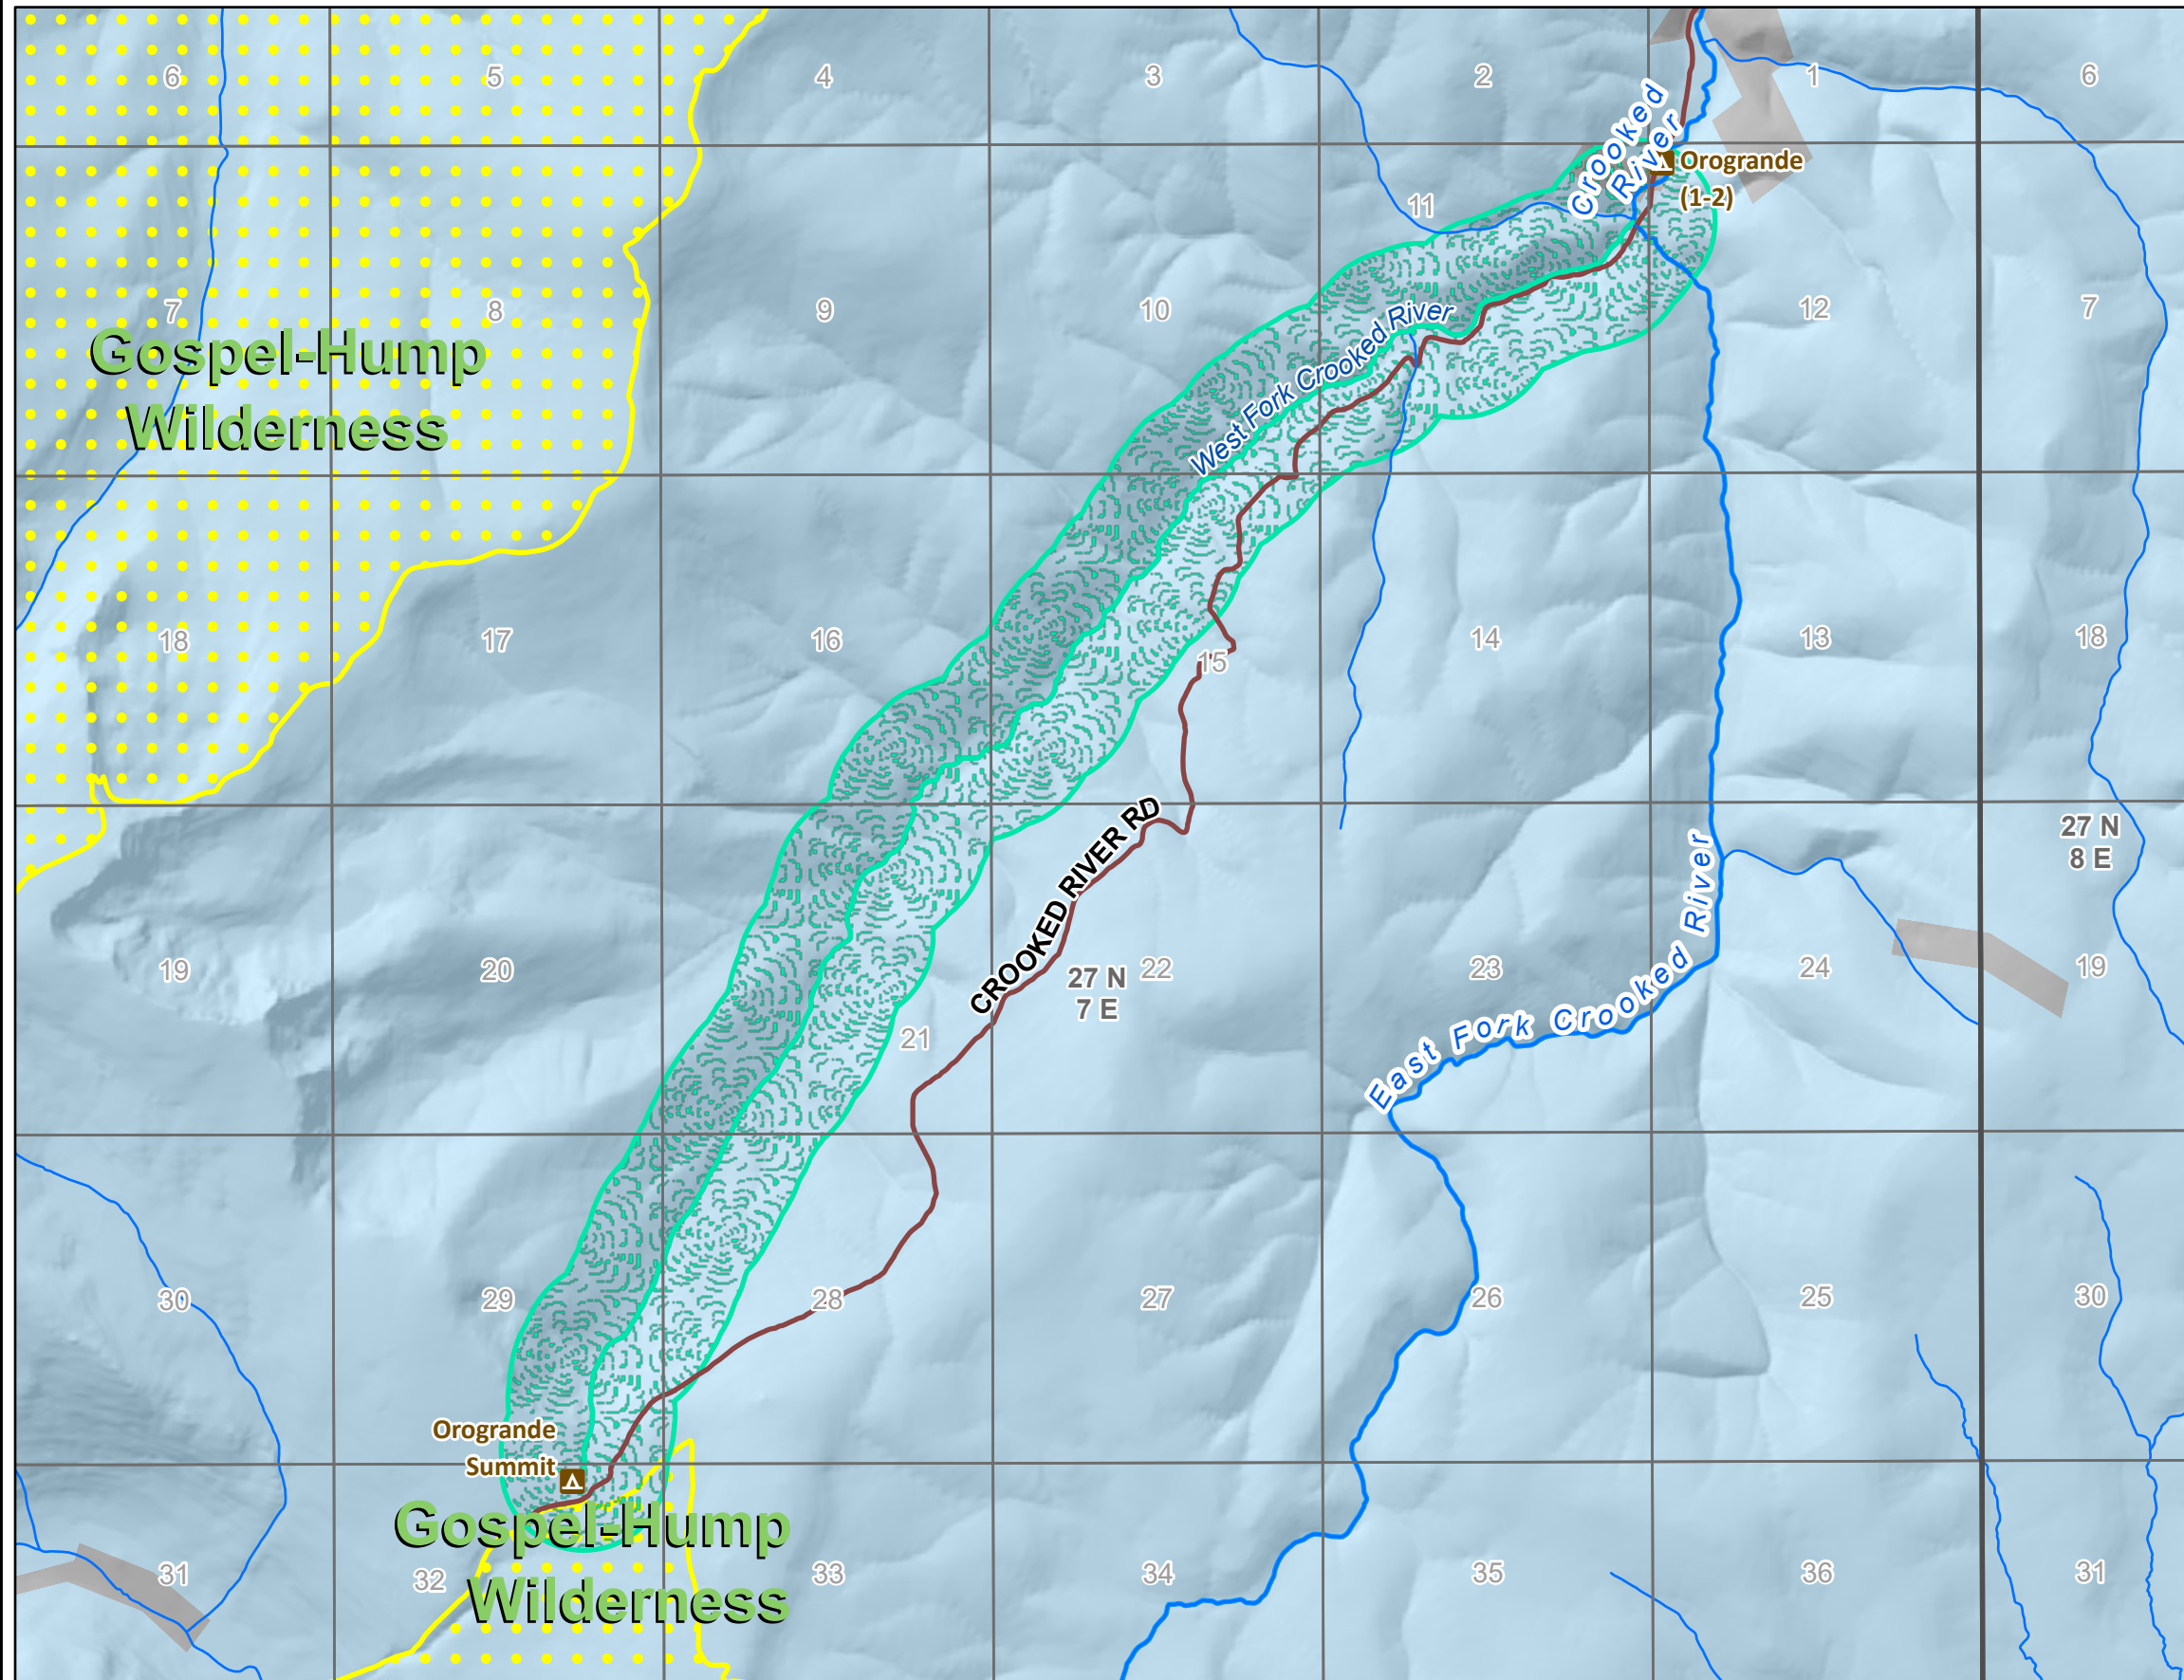 6
5
4
3
2
1
6
Crooked
River
Orogrande
(1-2)
11
7
8
9
10
12
7
Gospel-Hump
Wilderness
West Fork Crooked River
18
17
16
15
14
13
18
CROOKED RIVER RD
27 N
8 E
East Fork Crooked River
19
20
21
27 N
7 E
22
23
24
19
30
29
28
27
26
25
30
Orogrande
Summit
Gospel-Hump
Wilderness
31
32
33
34
35
36
31